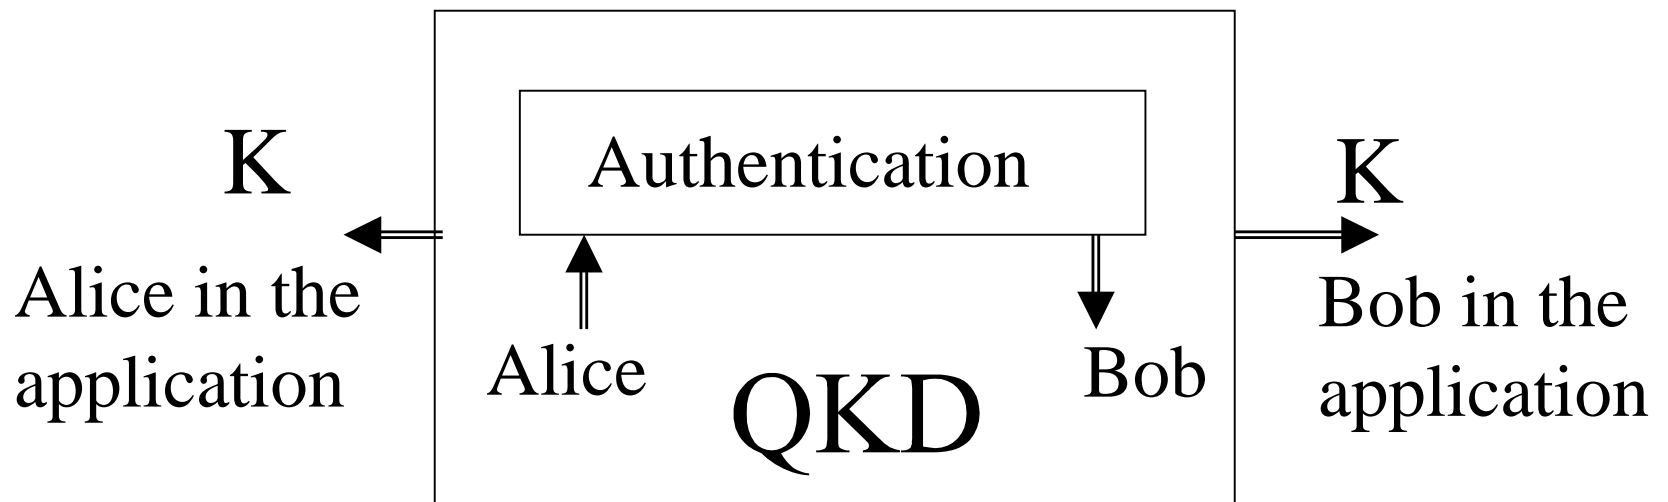 K
Authentication
K
Alice in the
application
Alice
QKD
Bob
Bob in the
application